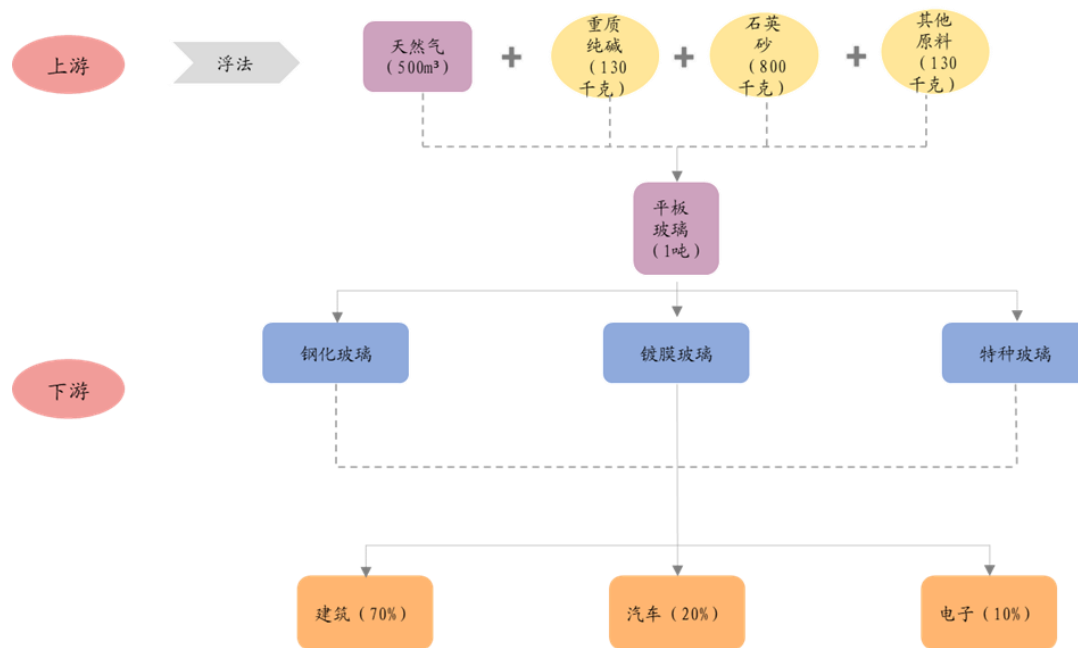 上游
浮法
天然气
（500m³）
+
重质
纯碱
（130
千克）
+
石英
砂
（800
千克）
+
其他
原料
（130
千克）
平板
玻璃
（1吨）
钢化玻璃
镀膜玻璃
特种玻璃
下游
建筑（70%）
汽车（20%）
电子（10%）